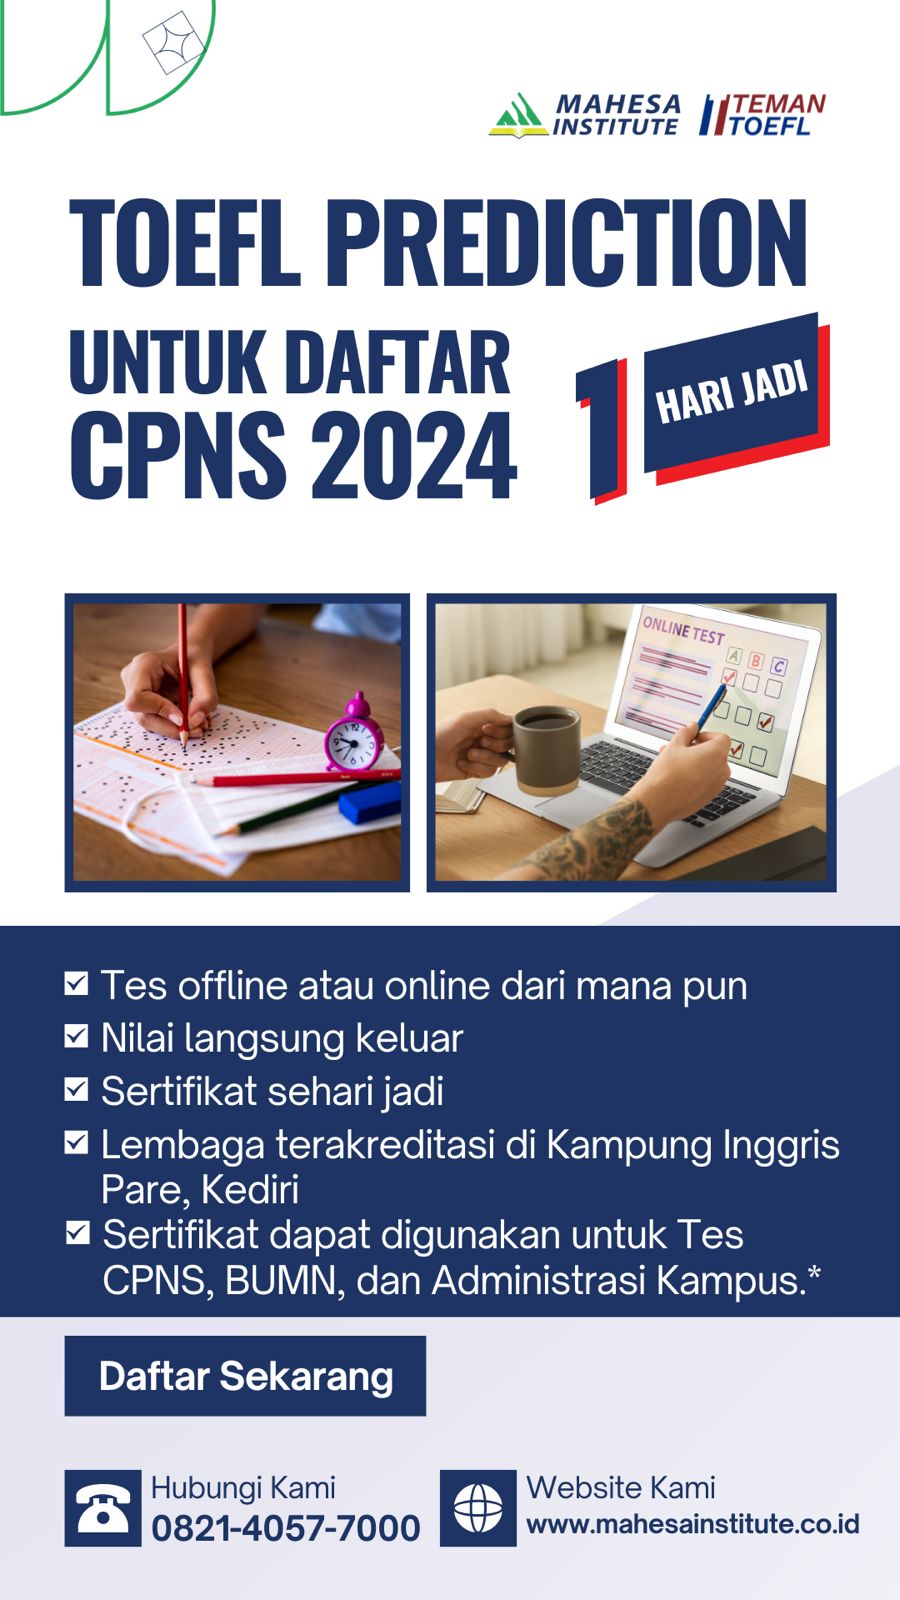 MAHESA
INSTITUTE
TEMAN
TOEFL
TOEFL PREDICTION
UNTUK DAFTAR
CPNS 2024
1 HARI JADI
ONLINE TEST
A B C
Tes offline atau online dari mana pun
Nilai langsung keluar
Sertifikat sehari jadi
Lembaga terakreditasi di Kampung Inggris
Pare, Kediri
Sertifikat dapat digunakan untuk Tes
CPNS, BUMN, dan Administrasi Kampus.*
Daftar Sekarang
Hubungi Kami
0821-4057-7000
Website Kami
www.mahesainstitute.co.id